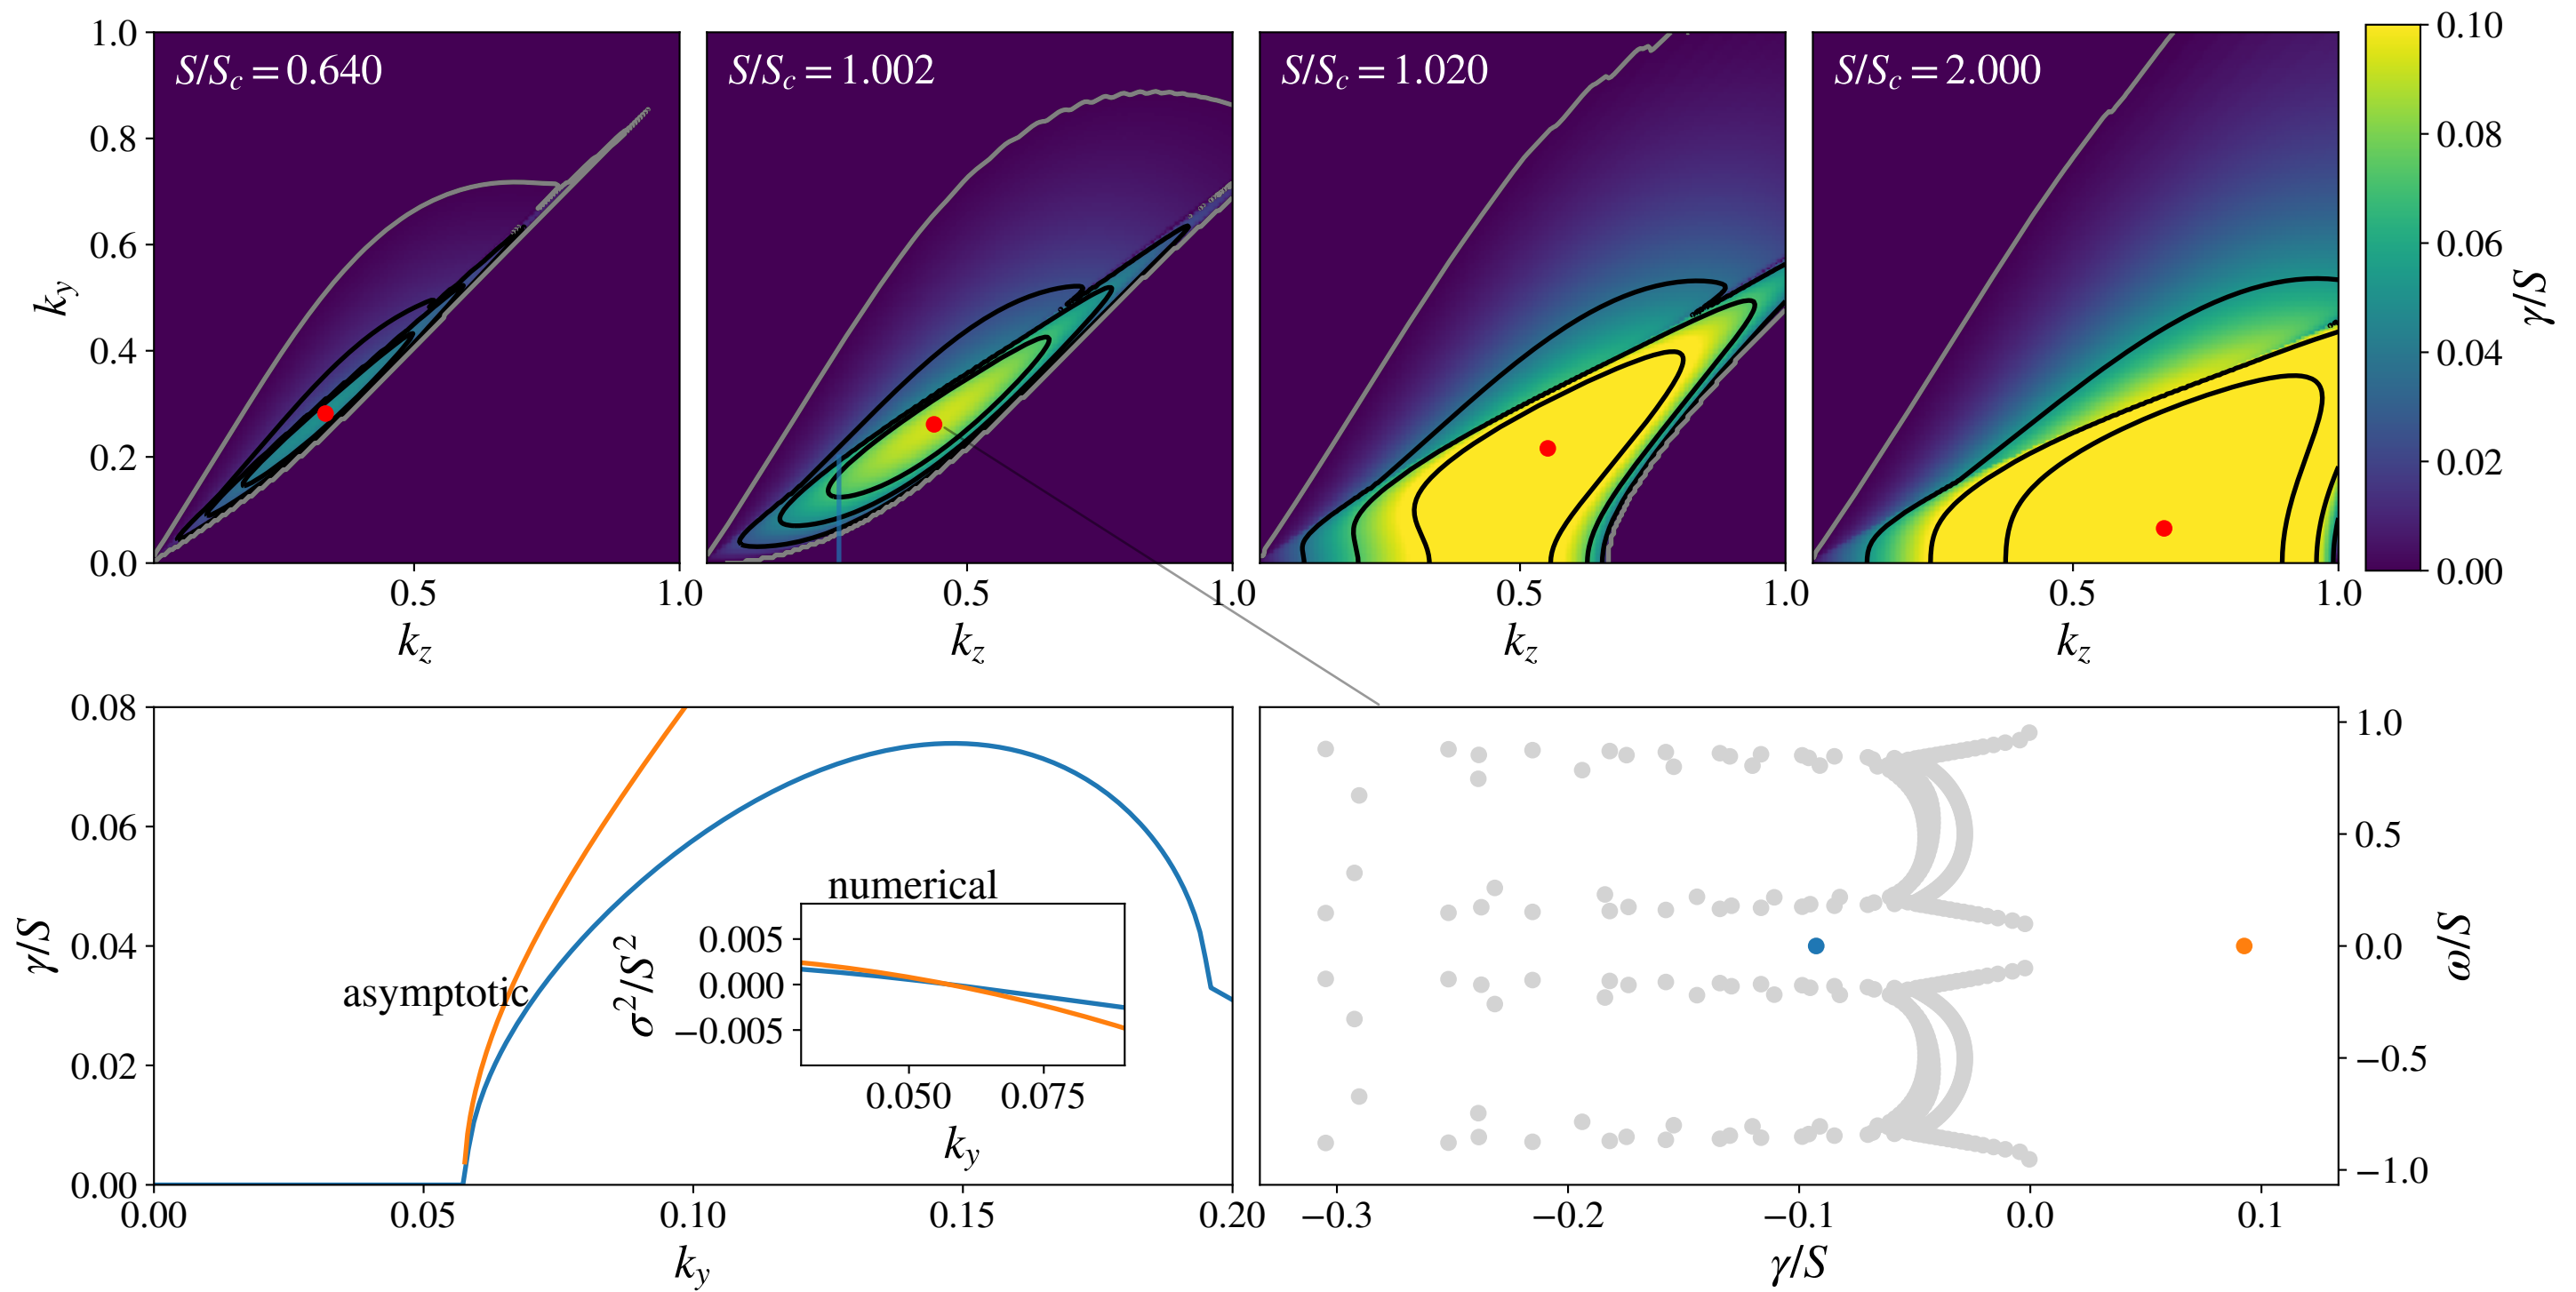 S/S_c = 0.640
S/S_c = 1.002
S/S_c = 1.020
S/S_c = 2.000
1.0
0.8
0.6
0.4
0.2
0.0
k_y
0.5 1.0
0.5 1.0
0.5 1.0
0.5 1.0
k_z
k_z
k_z
k_z
0.10
0.08
0.06
0.04
0.02
0.00
γ/S
0.08
0.06
0.04
0.02
0.00
γ/S
asymptotic
numerical
0.005
0.000
−0.005
σ²/S²
0.050 0.075
k_y
0.00 0.05 0.10 0.15 0.20
k_y
1.0
0.5
0.0
−0.5
−1.0
ω/S
−0.3 −0.2 −0.1 0.0 0.1
γ/S